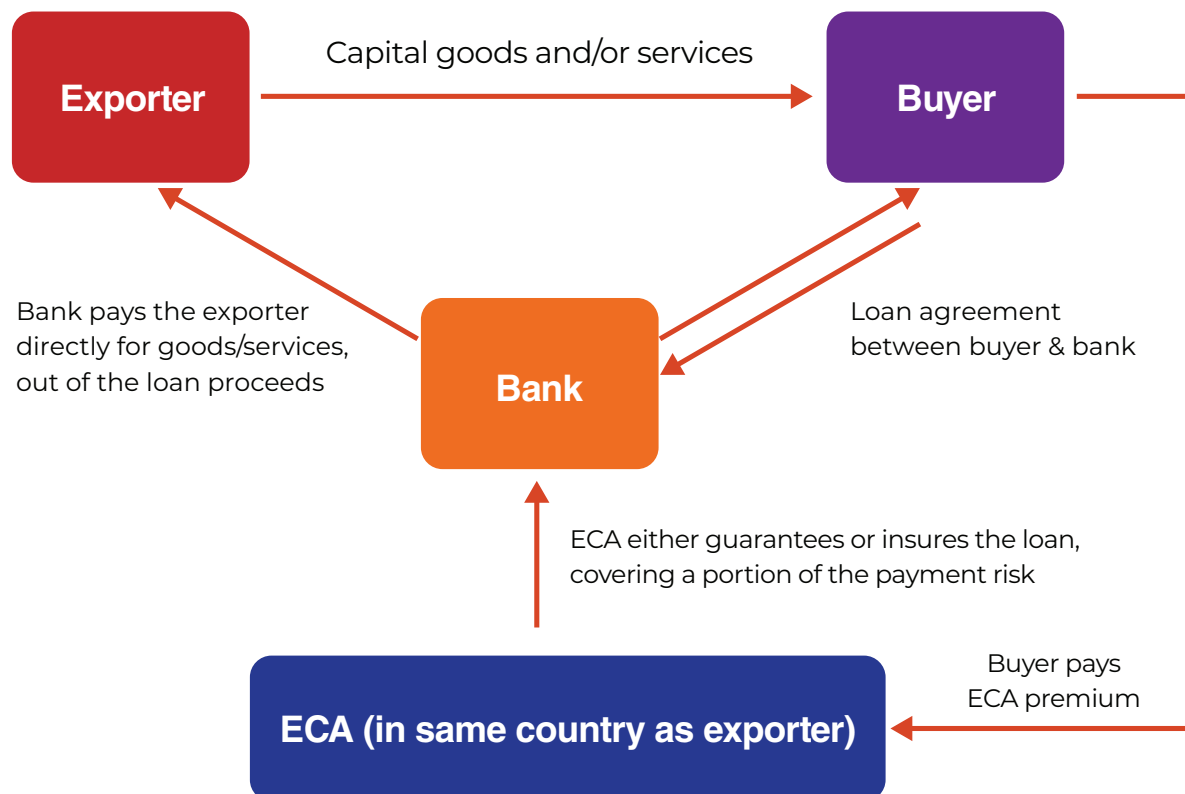 Capital goods and/or services
Exporter
Buyer
Bank pays the exporter
directly for goods/services,
out of the loan proceeds
Loan agreement
between buyer & bank
Bank
ECA either guarantees or insures the loan,
covering a portion of the payment risk
Buyer pays
ECA premium
ECA (in same country as exporter)